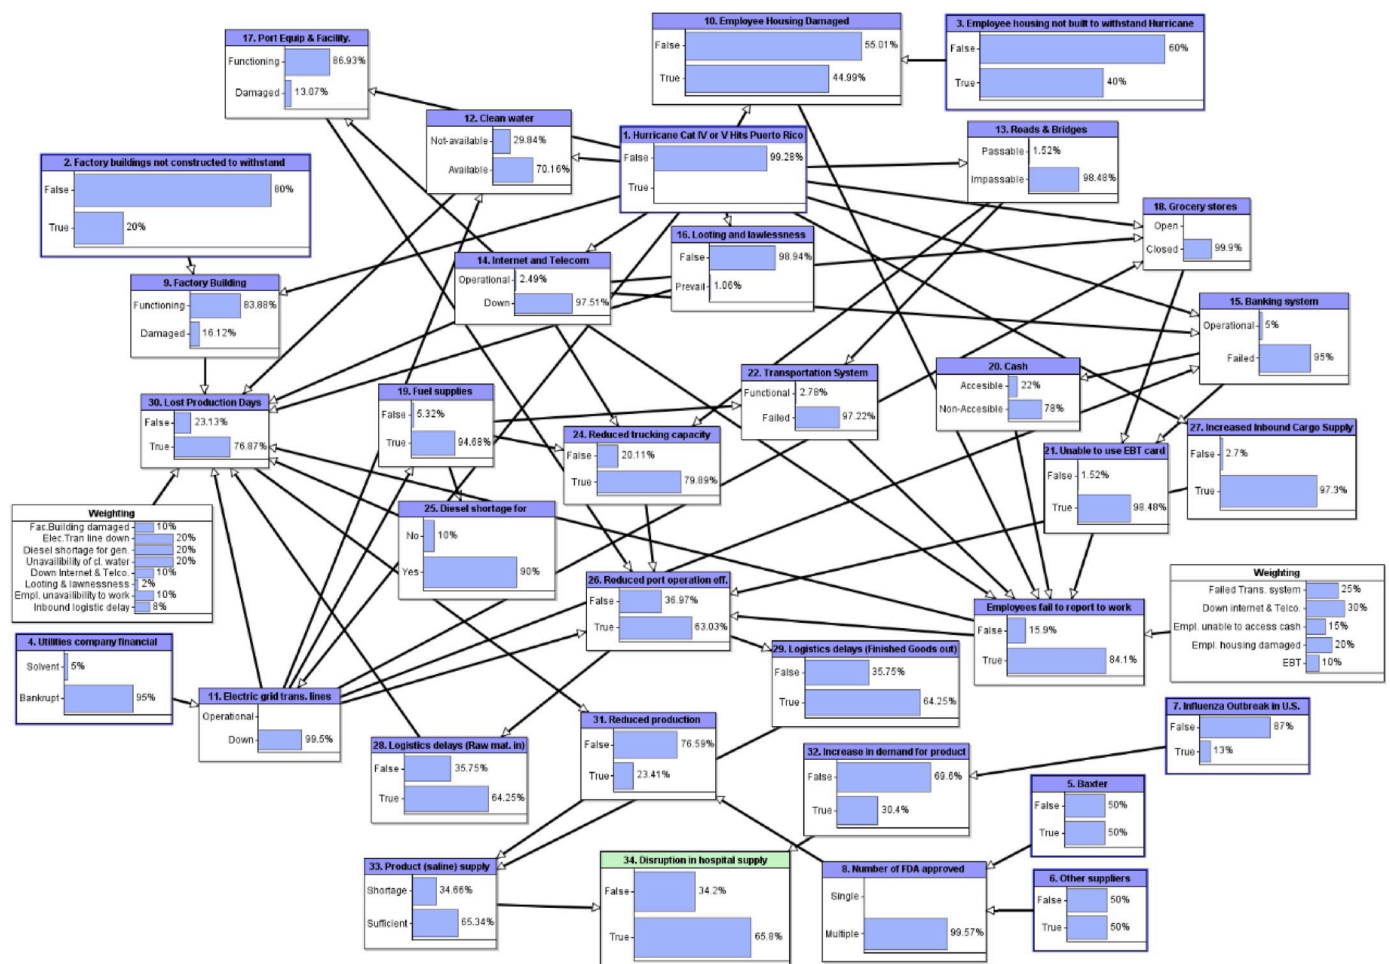 10. Employee Housing Damaged
False 55.01%
True 44.99%
3. Employee housing not built to withstand Hurricane
False 60%
True 40%
17. Port Equip & Facility.
Functioning 86.93%
Damaged 13.07%
12. Clean water
Not-available 29.84%
Available 70.16%
1. Hurricane Cat IV or V Hits Puerto Rico
False 99.28%
True
13. Roads & Bridges
Passable 1.52%
Impassable 98.48%
2. Factory buildings not constructed to withstand
False 80%
True 20%
18. Grocery stores
Open
Closed 99.9%
16. Looting and lawlessness
False 98.94%
Prevail 1.06%
14. Internet and Telecom
Operational 2.49%
Down 97.51%
9. Factory Building
Functioning 83.88%
Damaged 16.12%
15. Banking system
Operational 5%
Failed 95%
22. Transportation System
Functional 2.78%
Failed 97.22%
20. Cash
Accesible 22%
Non-Accesible 78%
19. Fuel supplies
False 5.32%
True 94.68%
30. Lost Production Days
False 23.13%
True 76.87%
24. Reduced trucking capacity
False 20.11%
True 79.89%
27. Increased Inbound Cargo Supply
False 2.7%
True 97.3%
21. Unable to use EBT card
False 1.52%
True 98.48%
Weighting
Fac.Building damaged 10%
Elec.Tran line down 20%
Diesel shortage for gen. 20%
Unavailibility of cl. water 20%
Down Internet & Telco. 10%
Looting & lawnessness 2%
Empl. unavailibility to work 10%
Inbound logistic delay 8%
25. Diesel shortage for
No 10%
Yes 90%
26. Reduced port operation eff.
False 36.97%
True 63.03%
Employees fail to report to work
False 15.9%
True 84.1%
Weighting
Failed Trans. system 25%
Down internet & Telco. 30%
Empl. unable to access cash 15%
Empl. housing damaged 20%
EBT 10%
4. Utilities company financial
Solvent 5%
Bankrupt 95%
29. Logistics delays (Finished Goods out)
False 35.75%
True 64.25%
11. Electric grid trans. lines
Operational
Down 99.5%
7. Influenza Outbreak in U.S.
False 87%
True 13%
31. Reduced production
False 76.59%
True 23.41%
28. Logistics delays (Raw mat. in)
False 35.75%
True 64.25%
32. Increase in demand for product
False 69.6%
True 30.4%
5. Baxter
False 50%
True 50%
33. Product (saline) supply
Shortage 34.66%
Sufficient 65.34%
34. Disruption in hospital supply
False 34.2%
True 65.8%
8. Number of FDA approved
Single
Multiple 99.57%
6. Other suppliers
False 50%
True 50%